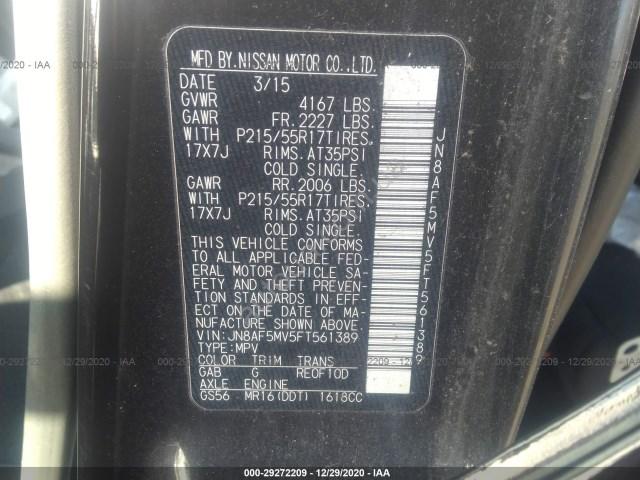 12/29/2020 - IAA
MFD BY.NISSAN MOTOR CO.,LTD.
DATE 3/15
GVWR 4167 LBS.
GAWR FR. 2227 LBS.
WITH P215/55R17TIRES.
17X7J RIMS. AT35PSI
COLD SINGLE.
GAWR RR. 2006 LBS.
WITH P215/55R17TIRES.
17X7J RIMS. AT35PSI
COLD SINGLE.
THIS VEHICLE CONFORMS
TO ALL APPLICABLE FED-
ERAL MOTOR VEHICLE SA-
FETY AND THEFT PREVEN-
TION STANDARDS IN EFF-
ECT ON THE DATE OF MA-
NUFACTURE SHOWN ABOVE.
VIN:JN8AF5MV5FT561389
TYPE:MPV
COLOR TRIM TRANS
GAB G RE0F10D
AXLE ENGINE
GS56 MR16(DDT) 1618CC
JN8AF5MV5FT561389
000-29272209 - 12/29/2020 - IAA